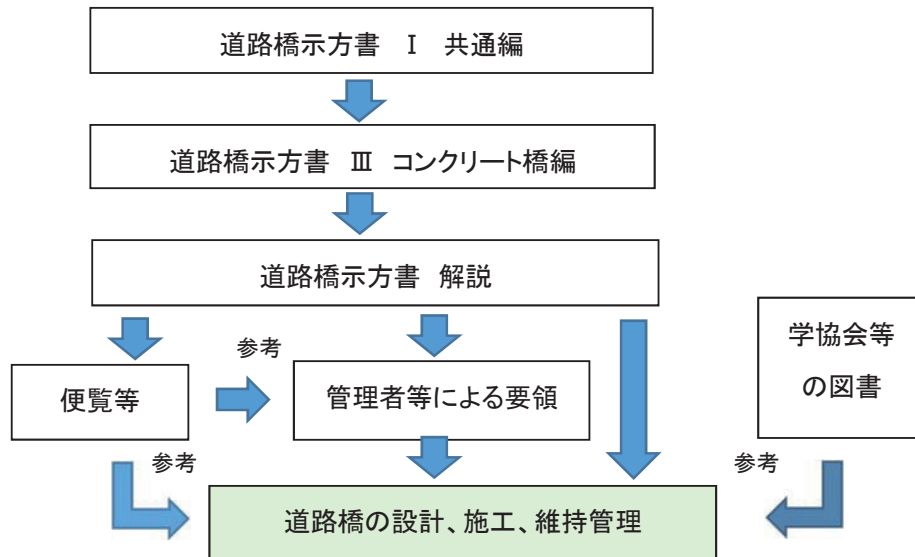 道路橋示方書 Ⅰ 共通編
道路橋示方書 Ⅲ コンクリート橋編
道路橋示方書 解説
学協会等
の図書
参考
便覧等
管理者等による要領
参考
参考
道路橋の設計、施工、維持管理